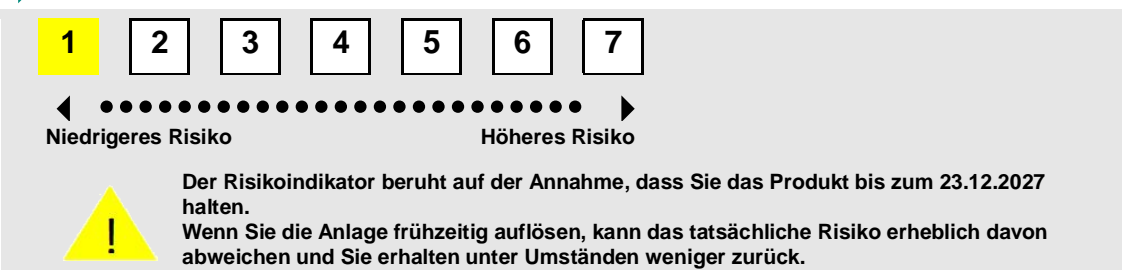 1 2 3 4 5 6 7
Niedrigeres Risiko Höheres Risiko
Der Risikoindikator beruht auf der Annahme, dass Sie das Produkt bis zum 23.12.2027
halten.
Wenn Sie die Anlage frühzeitig auflösen, kann das tatsächliche Risiko erheblich davon
! abweichen und Sie erhalten unter Umständen weniger zurück.